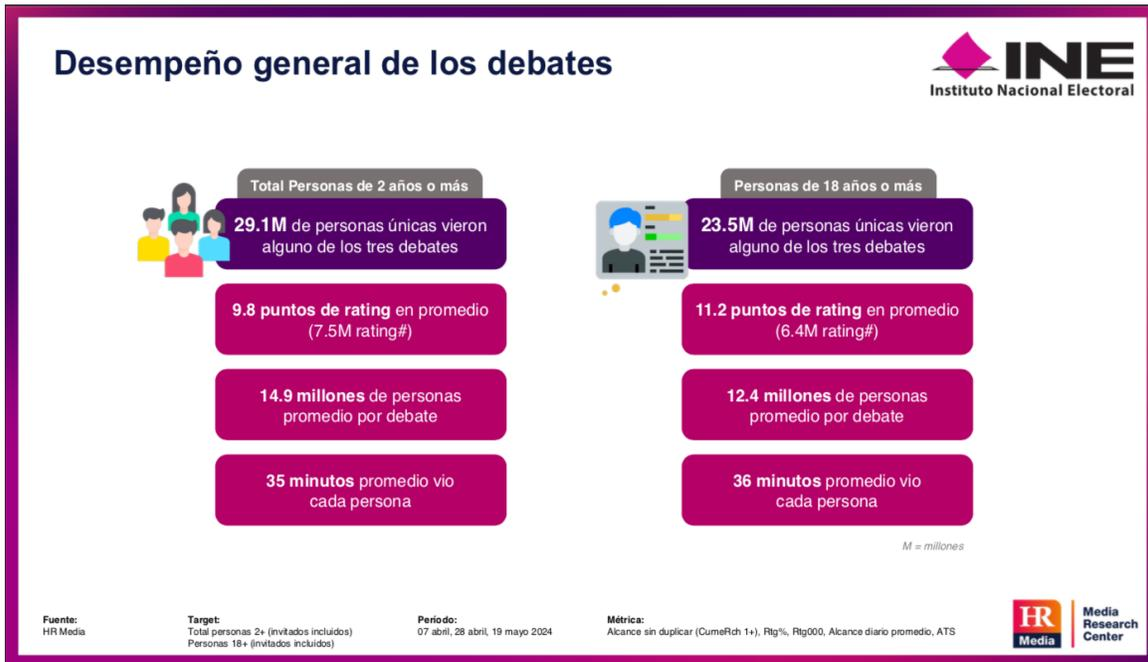 Desempeño general de los debates
INE
Instituto Nacional Electoral
Total Personas de 2 años o más
29.1M de personas únicas vieron
alguno de los tres debates
9.8 puntos de rating en promedio
(7.5M rating#)
14.9 millones de personas
promedio por debate
35 minutos promedio vio
cada persona
Personas de 18 años o más
23.5M de personas únicas vieron
alguno de los tres debates
11.2 puntos de rating en promedio
(6.4M rating#)
12.4 millones de personas
promedio por debate
36 minutos promedio vio
cada persona
M = millones
Fuente:
HR Media
Target:
Total personas 2+ (invitados incluidos)
Personas 18+ (invitados incluidos)
Período:
07 abril, 28 abril, 19 mayo 2024
Métrica:
Alcance sin duplicar (CumeRch 1+), Rtg%, Rtg000, Alcance diario promedio, ATS
HR
Media
Media
Research
Center